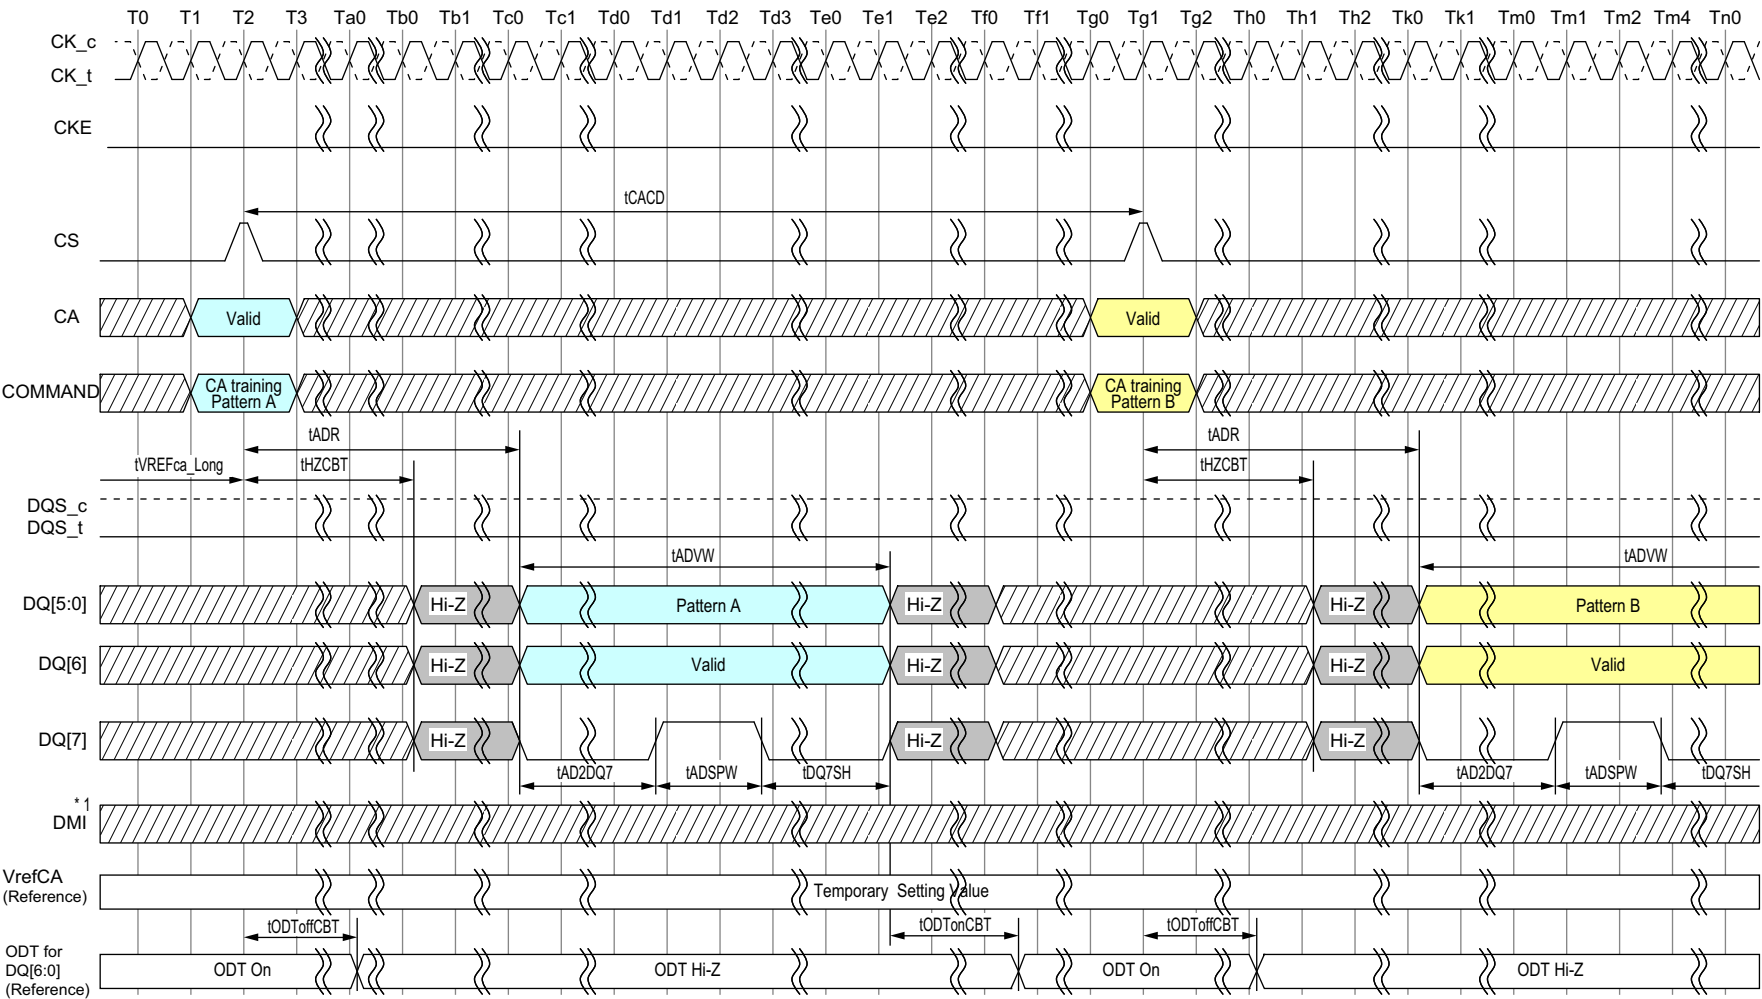 T0 T1 T2 T3 Ta0 Tb0 Tb1 Tc0 Tc1 Td0 Td1 Td2 Td3 Te0 Te1 Te2 Tf0 Tf1 Tg0 Tg1 Tg2 Th0 Th1 Th2 Tk0 Tk1 Tm0 Tm1 Tm2 Tm4 Tn0
CK_c
CK_t
CKE
tCACD
CS
CA Valid Valid
COMMAND CA training Pattern A CA training Pattern B
tADR tADR
tVREFca_Long tHZCBT tHZCBT
DQS_c
DQS_t
tADVW tADVW
DQ[5:0] Hi-Z Pattern A Hi-Z Hi-Z Pattern B
DQ[6] Hi-Z Valid Hi-Z Hi-Z Valid
DQ[7] Hi-Z Hi-Z Hi-Z
tAD2DQ7 tADSPW tDQ7SH tAD2DQ7 tADSPW tDQ7SH
* 1
DMI
VrefCA
(Reference) Temporary Setting Value
tODToffCBT tODTonCBT tODToffCBT
ODT for
DQ[6:0] ODT On ODT Hi-Z ODT On ODT Hi-Z
(Reference)